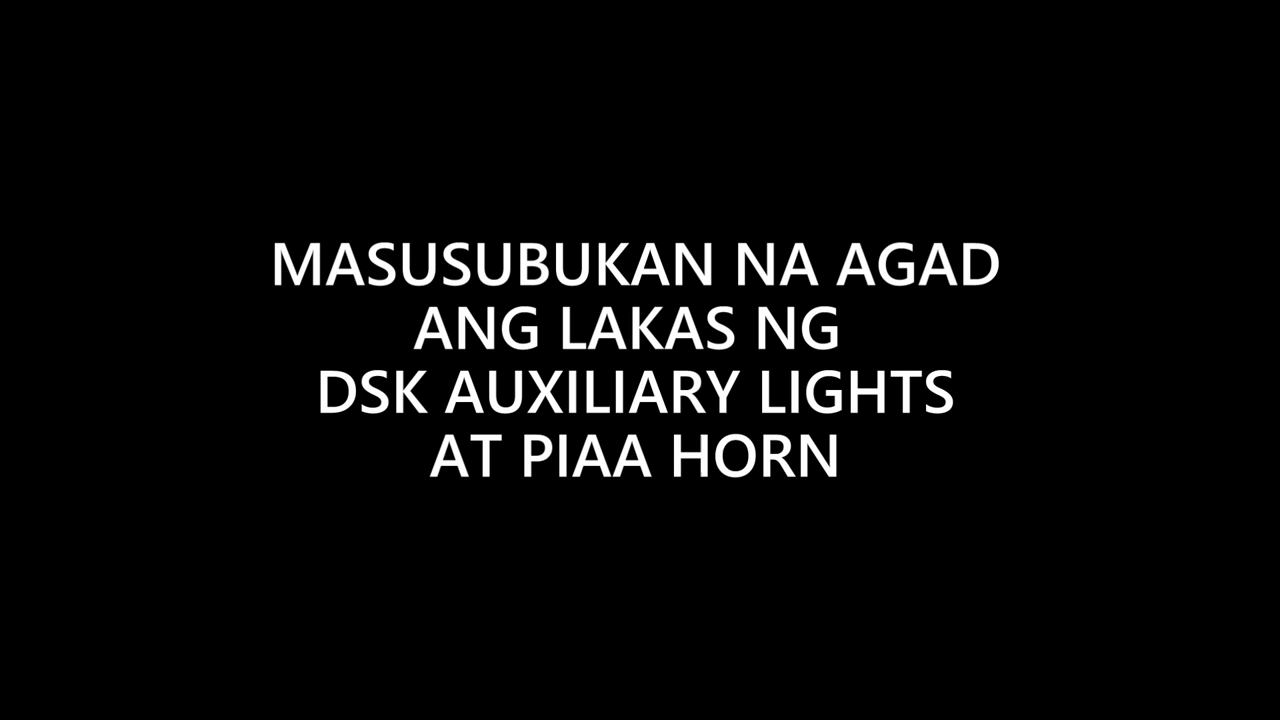 MASUSUBUKAN NA AGAD
ANG LAKAS NG
DSK AUXILIARY LIGHTS
AT PIAA HORN